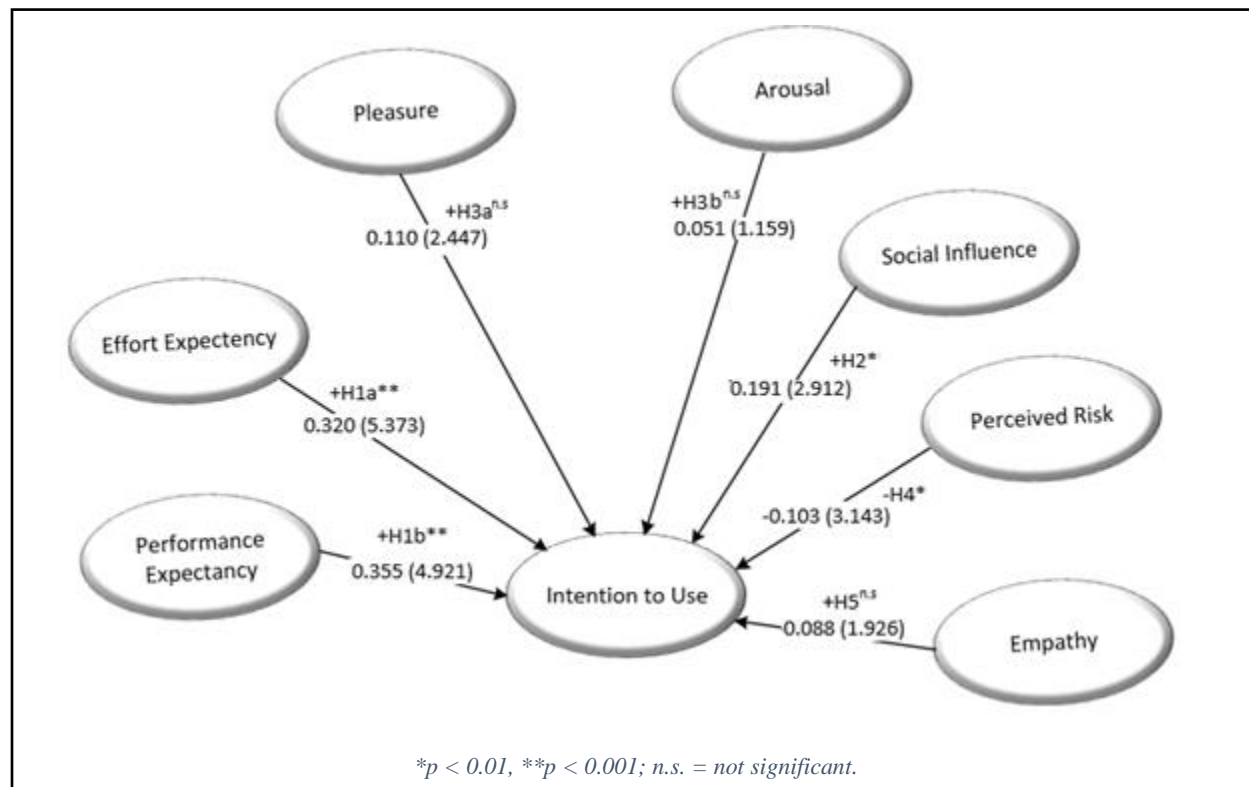 Pleasure
Arousal
+H3a^n.s
0.110 (2.447)
+H3b^n.s
0.051 (1.159)
Social Influence
Effort Expectency
+H2*
0.191 (2.912)
+H1a**
0.320 (5.373)
Perceived Risk
-H4*
-0.103 (3.143)
Performance
Expectancy
+H1b**
0.355 (4.921)
Intention to Use
+H5^n.s
0.088 (1.926)
Empathy
*p < 0.01, **p < 0.001; n.s. = not significant.